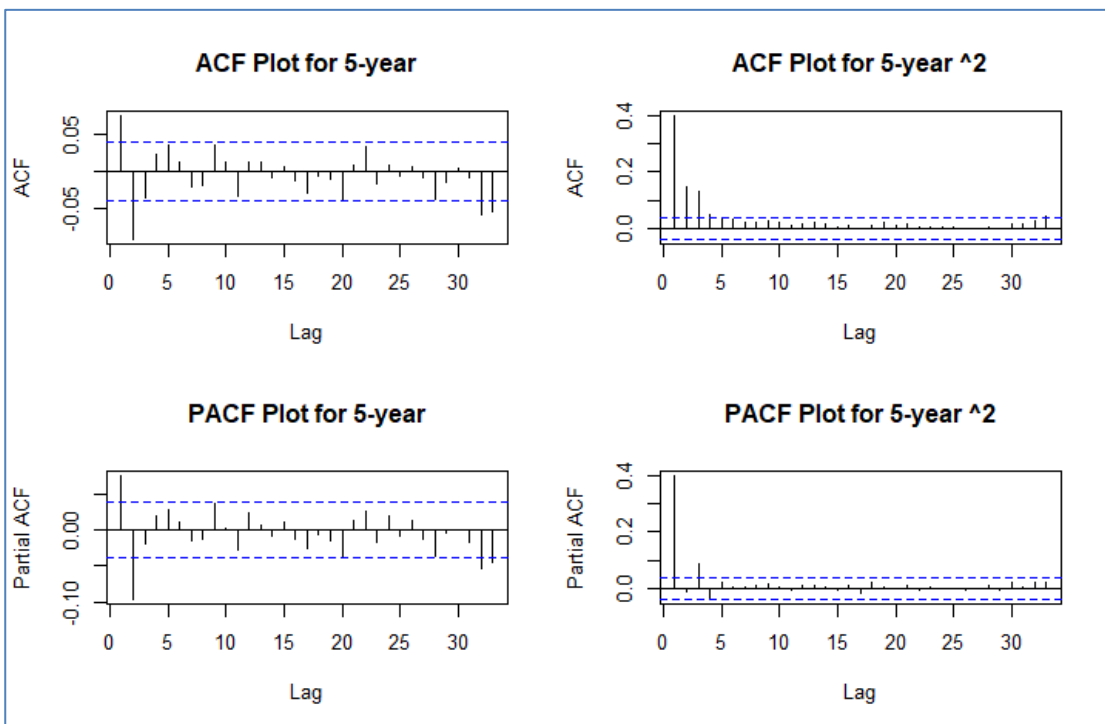 ACF Plot for 5-year
ACF
0.05
-0.05
0 5 10 15 20 25 30
Lag
ACF Plot for 5-year ^2
ACF
0.4
0.2
0.0
0 5 10 15 20 25 30
Lag
PACF Plot for 5-year
Partial ACF
0.00
-0.10
0 5 10 15 20 25 30
Lag
PACF Plot for 5-year ^2
Partial ACF
0.4
0.2
0.0
0 5 10 15 20 25 30
Lag